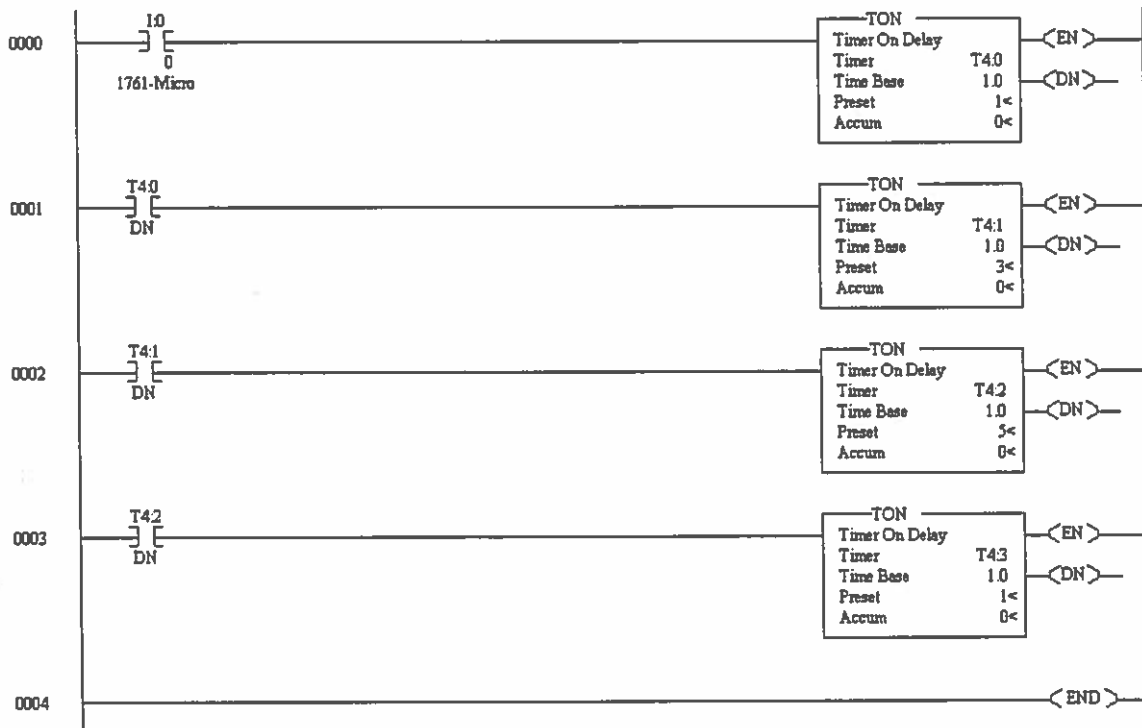 I:0
0000
0
1761-Micro
TON
Timer On Delay
Timer T4:0
Time Base 1.0
Preset 1<
Accum 0<
EN
DN
T4:0
0001
DN
TON
Timer On Delay
Timer T4:1
Time Base 1.0
Preset 3<
Accum 0<
EN
DN
T4:1
0002
DN
TON
Timer On Delay
Timer T4:2
Time Base 1.0
Preset 5<
Accum 0<
EN
DN
T4:2
0003
DN
TON
Timer On Delay
Timer T4:3
Time Base 1.0
Preset 1<
Accum 0<
EN
DN
0004
END